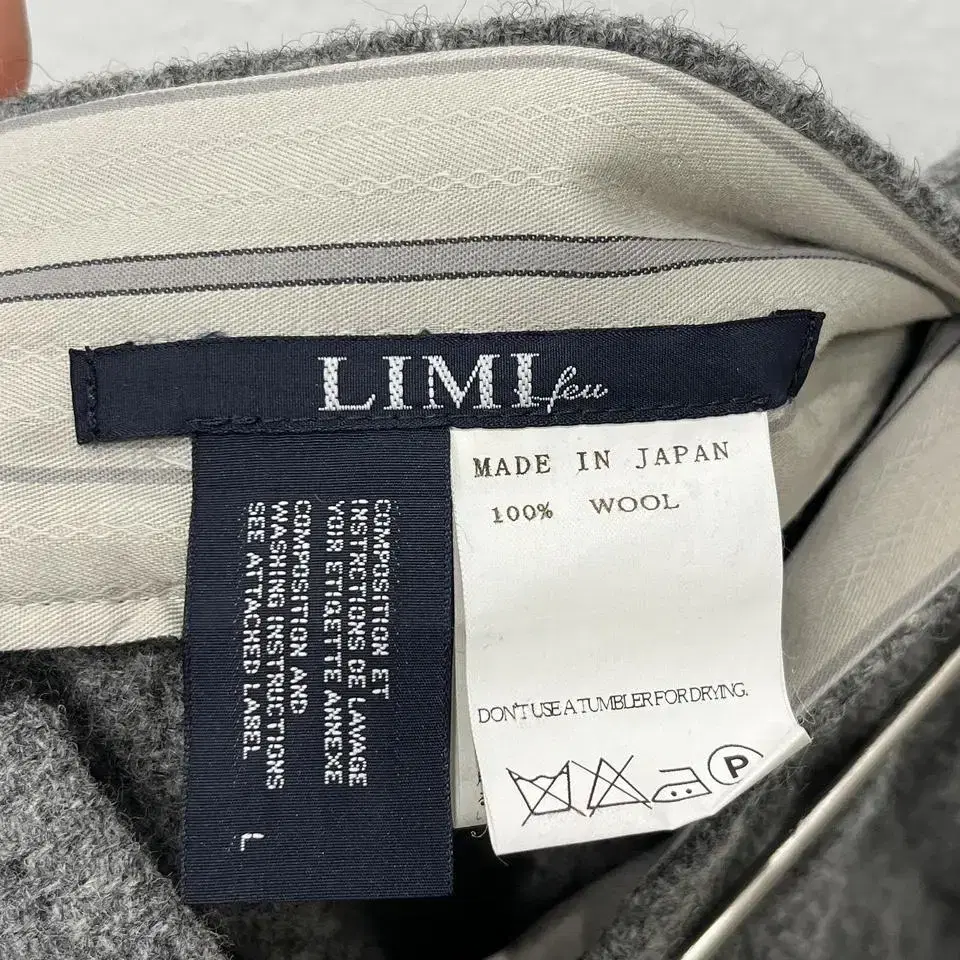 LIMI feu
MADE IN JAPAN
100% WOOL
DON'T USE A TUMBLER FOR DRYING.
P
COMPOSITION ET
INSTRCTIONS DE LAVAGE
VOIR ETIQETTE ANNEXE
COMPOSITION AND
WASHING INSTRUCTIONS
SEE ATTACHED LABEL
L